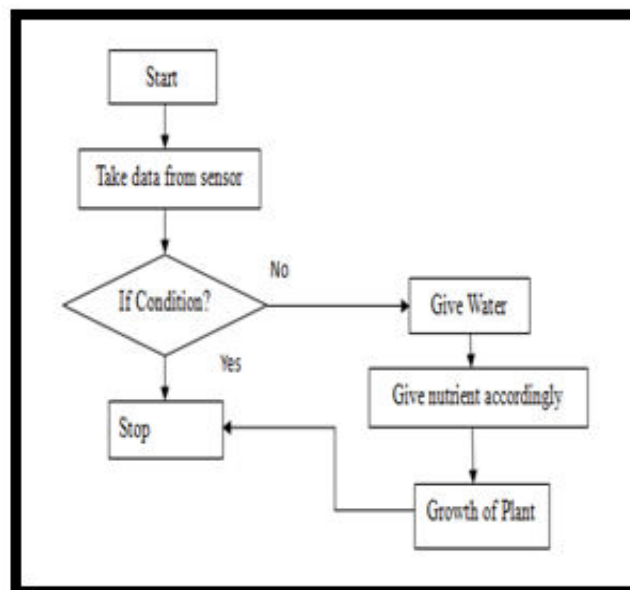 Start
Take data from sensor
If Condition?
No
Give Water
Yes
Give nutrient accordingly
Stop
Growth of Plant